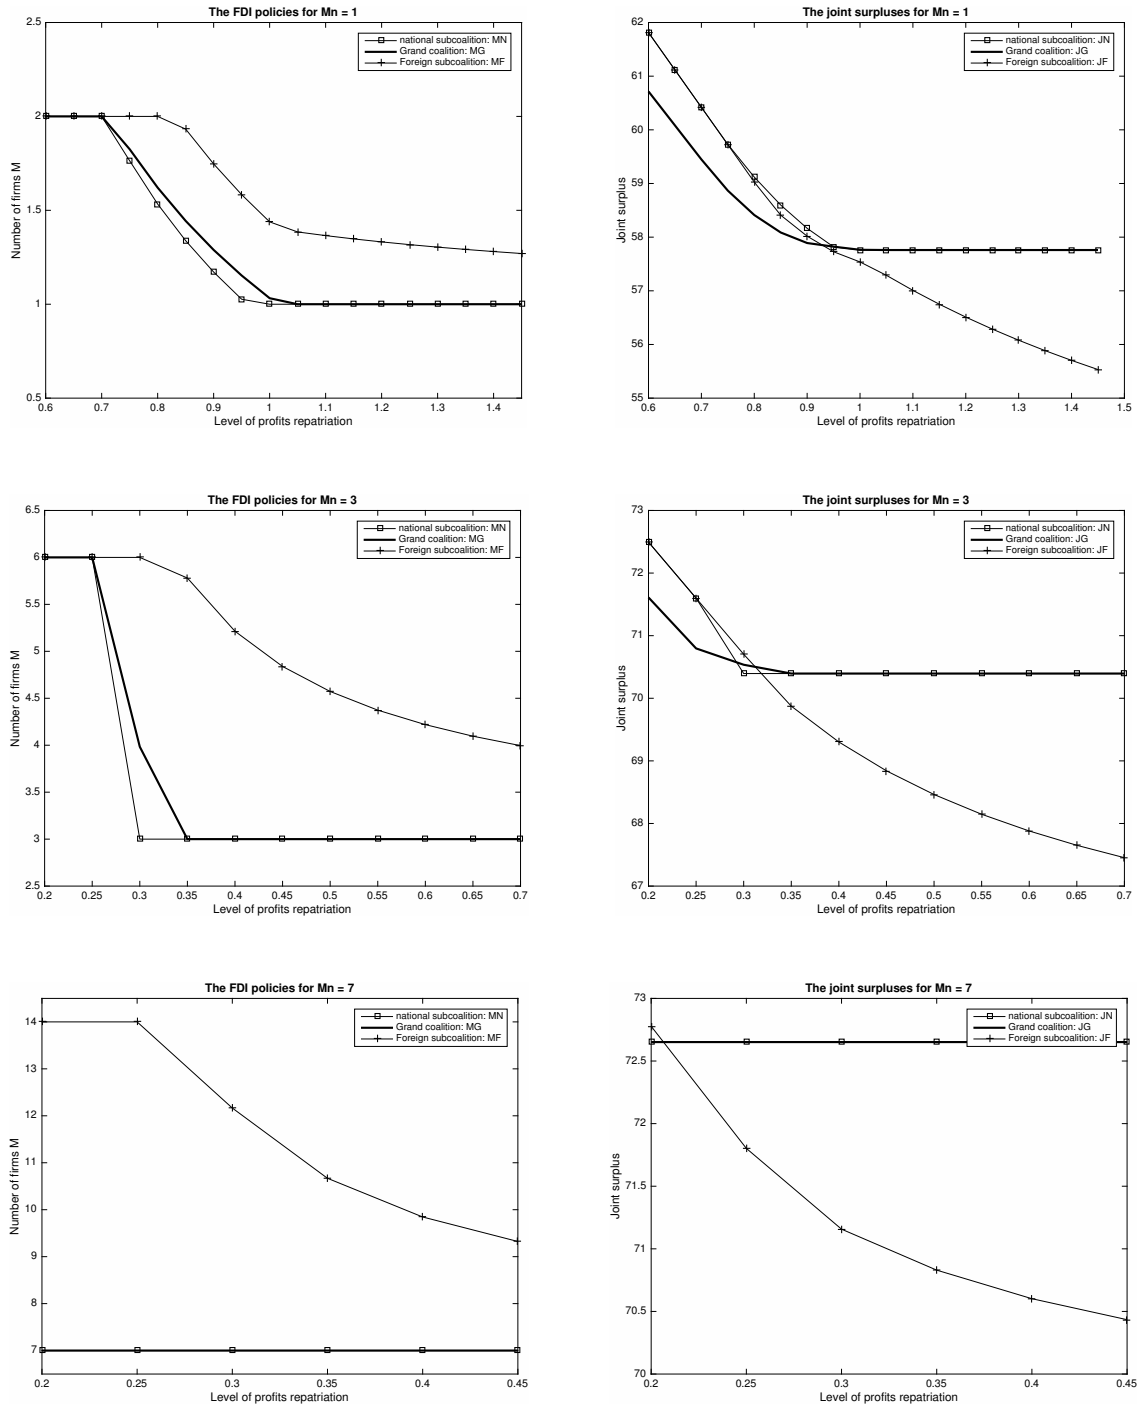 The FDI policies for Mn = 1
2.5
2
1.5
1
0.5
Number of firms M
national subcoalition: MN
Grand coalition: MG
Foreign subcoalition: MF
0.6 0.7 0.8 0.9 1 1.1 1.2 1.3 1.4
Level of profits repatriation
The joint surpluses for Mn = 1
62
61
60
59
58
57
56
55
Joint surplus
national subcoalition: JN
Grand coalition: JG
Foreign subcoalition: JF
0.6 0.7 0.8 0.9 1 1.1 1.2 1.3 1.4 1.5
Level of profits repatriation
The FDI policies for Mn = 3
6.5
6
5.5
5
4.5
4
3.5
3
2.5
Number of firms M
national subcoalition: MN
Grand coalition: MG
Foreign subcoalition: MF
0.2 0.25 0.3 0.35 0.4 0.45 0.5 0.55 0.6 0.65 0.7
Level of profits repatriation
The joint surpluses for Mn = 3
73
72
71
70
69
68
67
Joint surplus
national subcoalition: JN
Grand coalition: JG
Foreign subcoalition: JF
0.2 0.25 0.3 0.35 0.4 0.45 0.5 0.55 0.6 0.65 0.7
Level of profits repatriation
The FDI policies for Mn = 7
14
13
12
11
10
9
8
7
Number of firms M
national subcoalition: MN
Grand coalition: MG
Foreign subcoalition: MF
0.2 0.25 0.3 0.35 0.4 0.45
Level of profits repatriation
The joint surpluses for Mn = 7
73
72.5
72
71.5
71
70.5
70
Joint surplus
national subcoalition: JN
Grand coalition: JG
Foreign subcoalition: JF
0.2 0.25 0.3 0.35 0.4 0.45
Level of profits repatriation